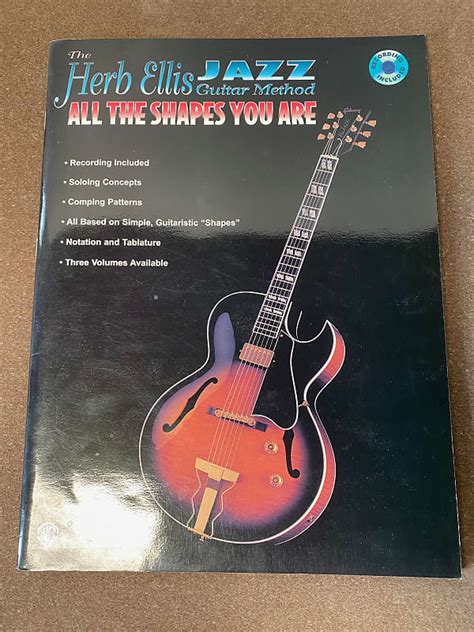 The
Herb Ellis JAZZ
Guitar Method
ALL THE SHAPES YOU ARE
RECORDING INCLUDED
• Recording Included
• Soloing Concepts
• Comping Patterns
• All Based on Simple, Guitaristic “Shapes”
• Notation and Tablature
• Three Volumes Available
Gibson